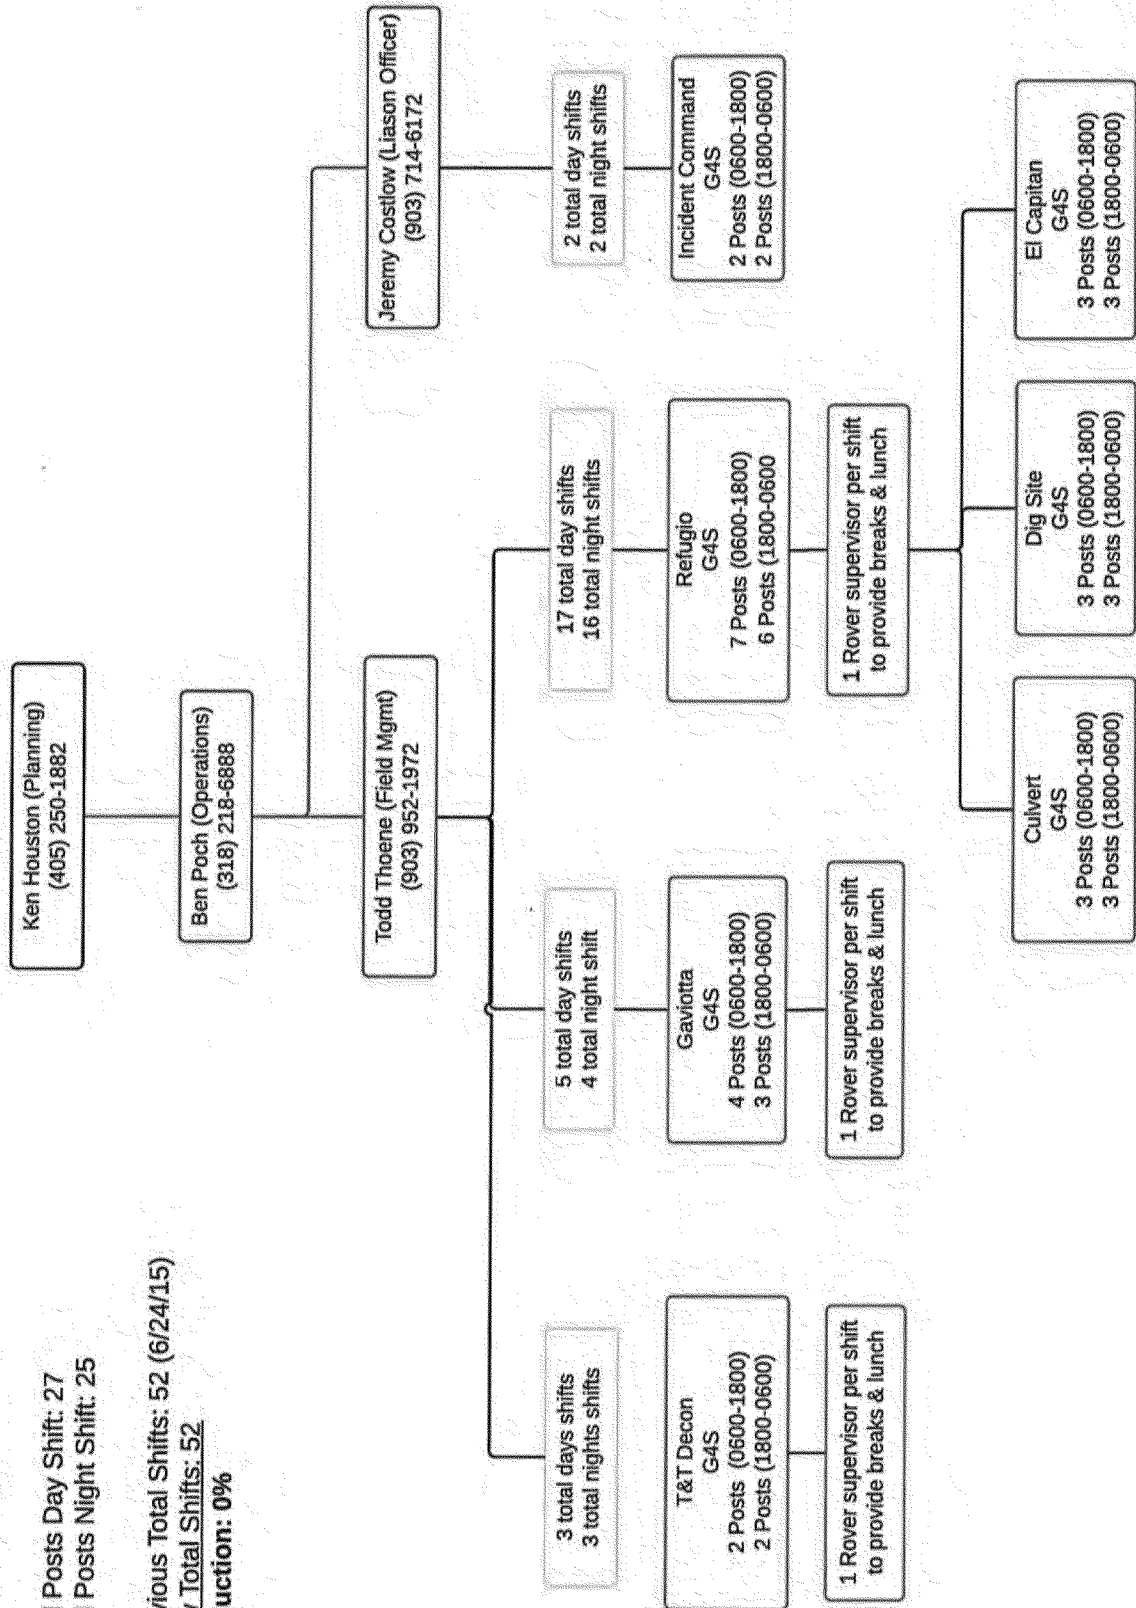 Posts Day Shift: 27
Posts Night Shift: 25
vious Total Shifts: 52 (6/24/15)
Total Shifts: 52
uction: 0%
Ken Houston (Planning)
(405) 250-1882
Ben Poch (Operations)
(318) 218-6888
Todd Thoene (Field Mgmt)
(903) 952-1972
Jeremy Costlow (Liason Officer)
(903) 714-6172
3 total days shifts
3 total nights shifts
5 total day shifts
4 total night shift
17 total day shifts
16 total night shifts
2 total day shifts
2 total night shifts
T&T Decon
G4S
2 Posts (0600-1800)
2 Posts (1800-0600)
Gaviotta
G4S
4 Posts (0600-1800)
3 Posts (1800-0600)
Refugio
G4S
7 Posts (0600-1800)
6 Posts (1800-0600
Incident Command
G4S
2 Posts (0600-1800)
2 Posts (1800-0600)
1 Rover supervisor per shift
to provide breaks & lunch
1 Rover supervisor per shift
to provide breaks & lunch
1 Rover supervisor per shift
to provide breaks & lunch
Culvert
G4S
3 Posts (0600-1800)
3 Posts (1800-0600)
Dig Site
G4S
3 Posts (0600-1800)
3 Posts (1800-0600)
El Capitan
G4S
3 Posts (0600-1800)
3 Posts (1800-0600)